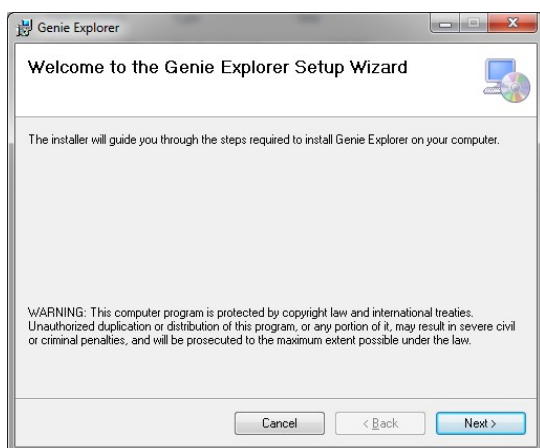 Genie Explorer
Welcome to the Genie Explorer Setup Wizard
The installer will guide you through the steps required to install Genie Explorer on your computer.
WARNING: This computer program is protected by copyright law and international treaties.
Unauthorized duplication or distribution of this program, or any portion of it, may result in severe civil
or criminal penalties, and will be prosecuted to the maximum extent possible under the law.
Cancel
< Back
Next >